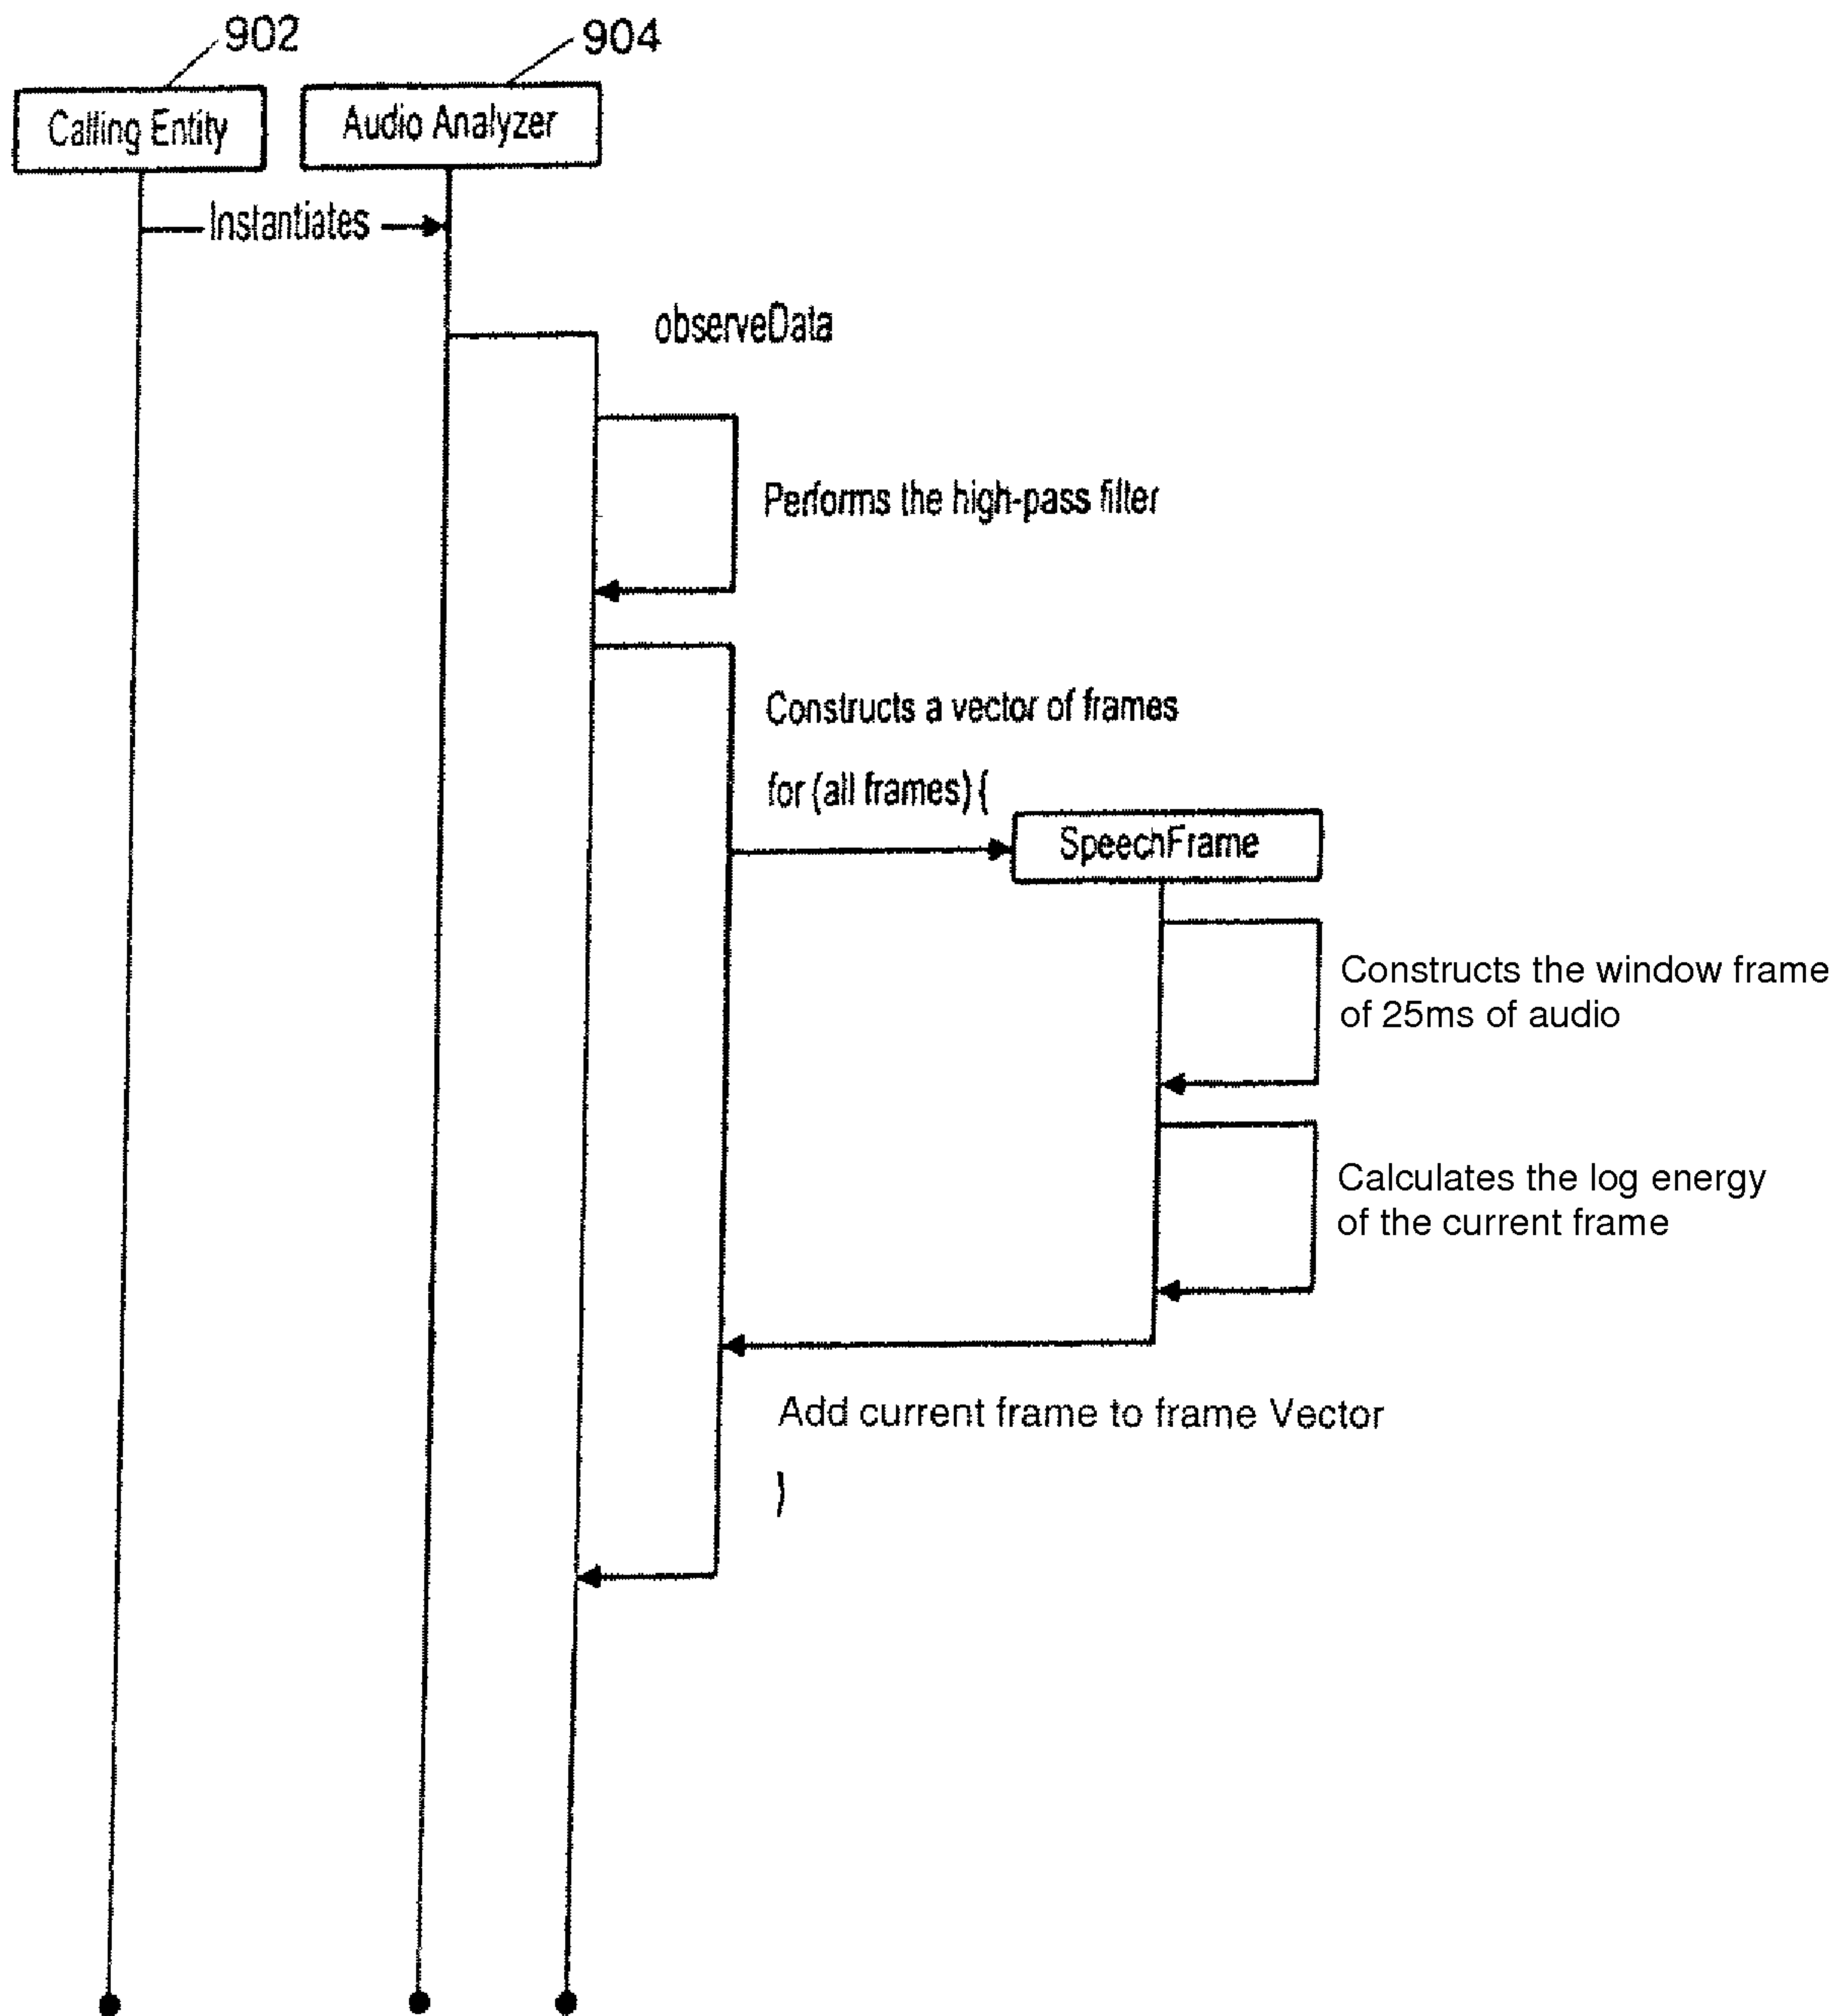 902
904
Calling Entity
Audio Analyzer
Instantiates
observeData
Performs the high-pass filter
Constructs a vector of frames
for (all frames) {
SpeechFrame
Constructs the window frame
of 25ms of audio
Calculates the log energy
of the current frame
Add current frame to frame Vector
}